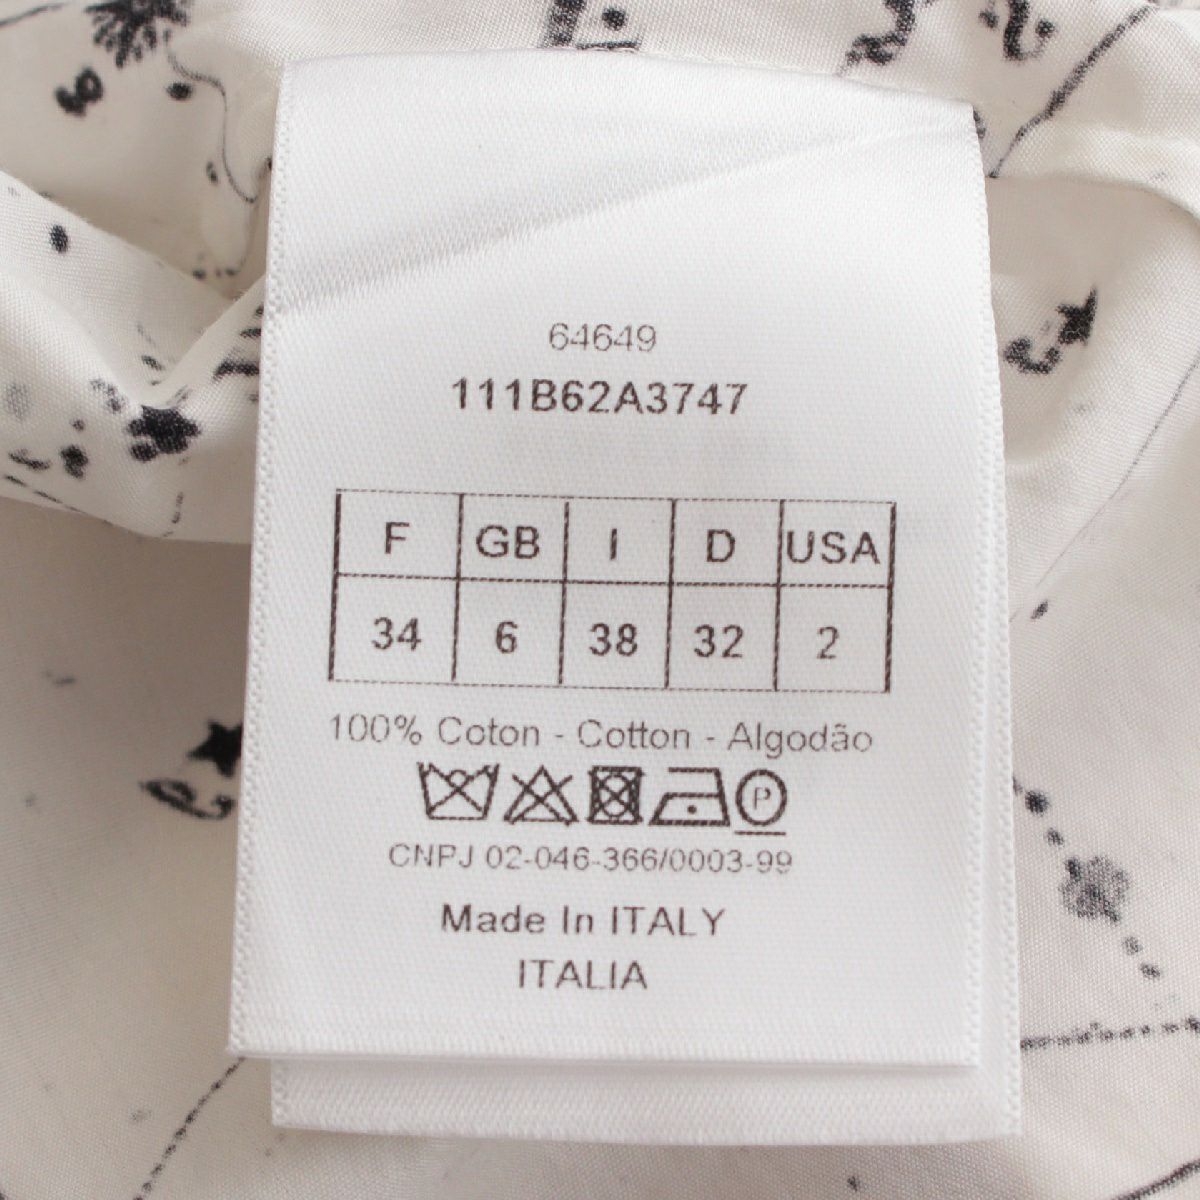 64649
111B62A3747
F GB I D USA
34 6 38 32 2
100% Coton - Cotton - Algodão
P
CNPJ 02-046-366/0003-99
Made In ITALY
ITALIA